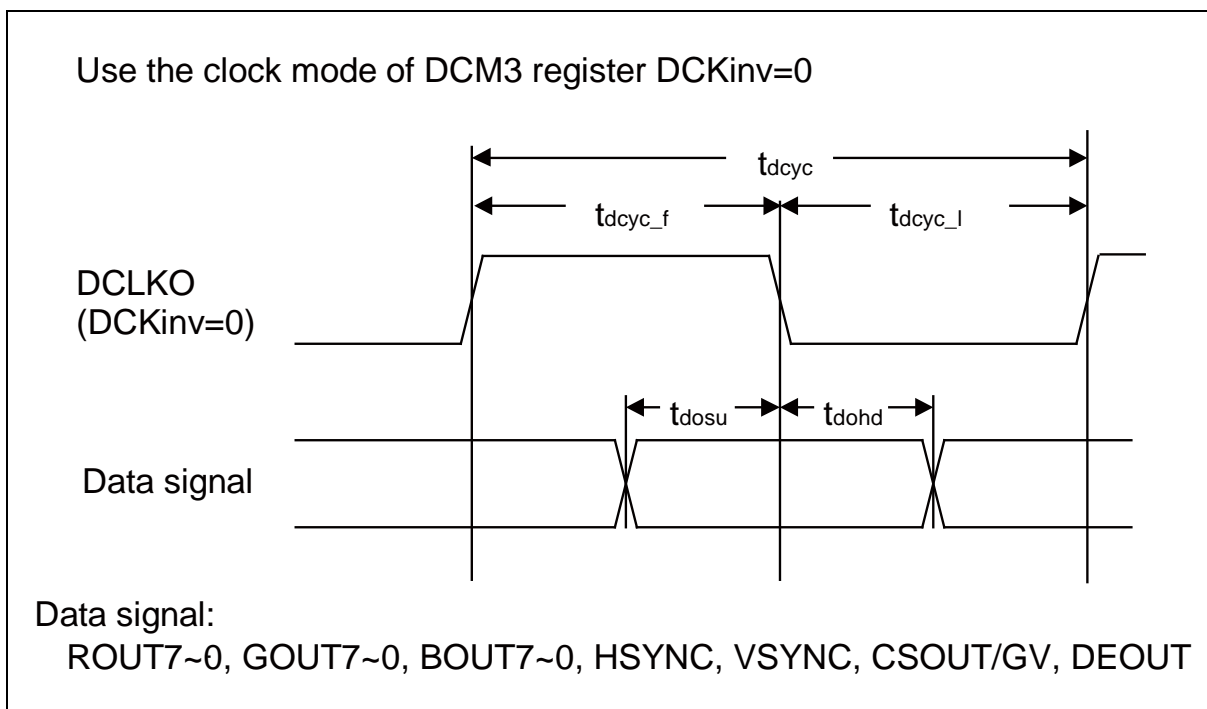 Use the clock mode of DCM3 register DCKinv=0
tdcyc
tdcyc_f
tdcyc_l
DCLKO
(DCKinv=0)
tdosu
tdohd
Data signal
Data signal:
ROUT7~0, GOUT7~0, BOUT7~0, HSYNC, VSYNC, CSOUT/GV, DEOUT